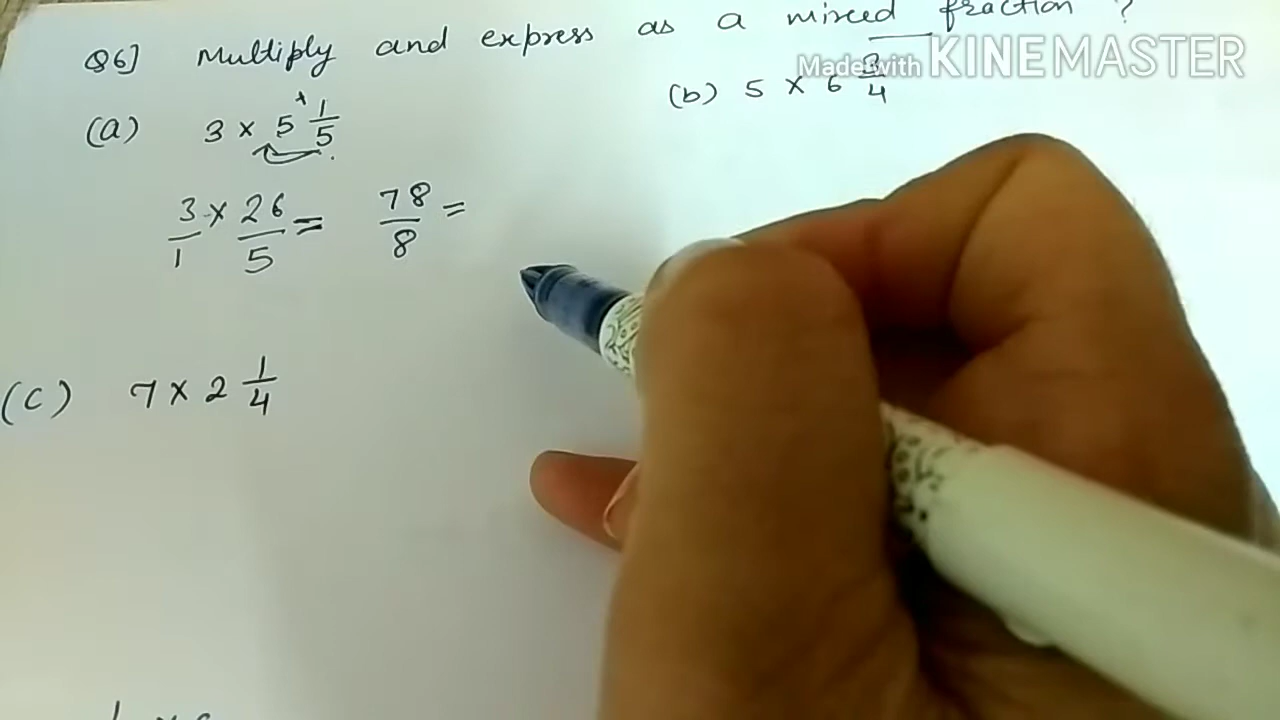 Q6] Multiply and express as a mixed fraction ?
(a) 3 × 5 1/5
(b) 5 × 6 3/4
Made with KINEMASTER
3/1 × 26/5 = 78/8 =
(C) 7 × 2 1/4